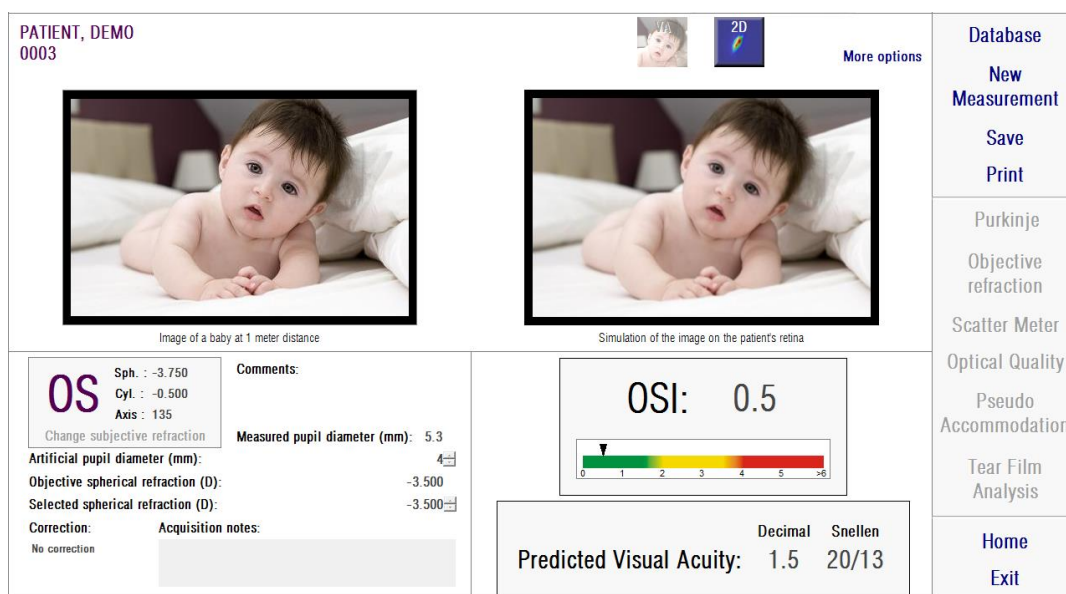 PATIENT, DEMO
0003
VA
2D
More options
Image of a baby at 1 meter distance
Simulation of the image on the patient's retina
OS
Sph. : -3.750
Cyl. : -0.500
Axis : 135
Change subjective refraction
Comments:
Measured pupil diameter (mm): 5.3
Artificial pupil diameter (mm): 4
Objective spherical refraction (D): -3.500
Selected spherical refraction (D): -3.500
Correction: Acquisition notes:
No correction
OSI: 0.5
0 1 2 3 4 5 >6
Decimal Snellen
Predicted Visual Acuity: 1.5 20/13
Database
New
Measurement
Save
Print
Purkinje
Objective
refraction
Scatter Meter
Optical Quality
Pseudo
Accommodation
Tear Film
Analysis
Home
Exit